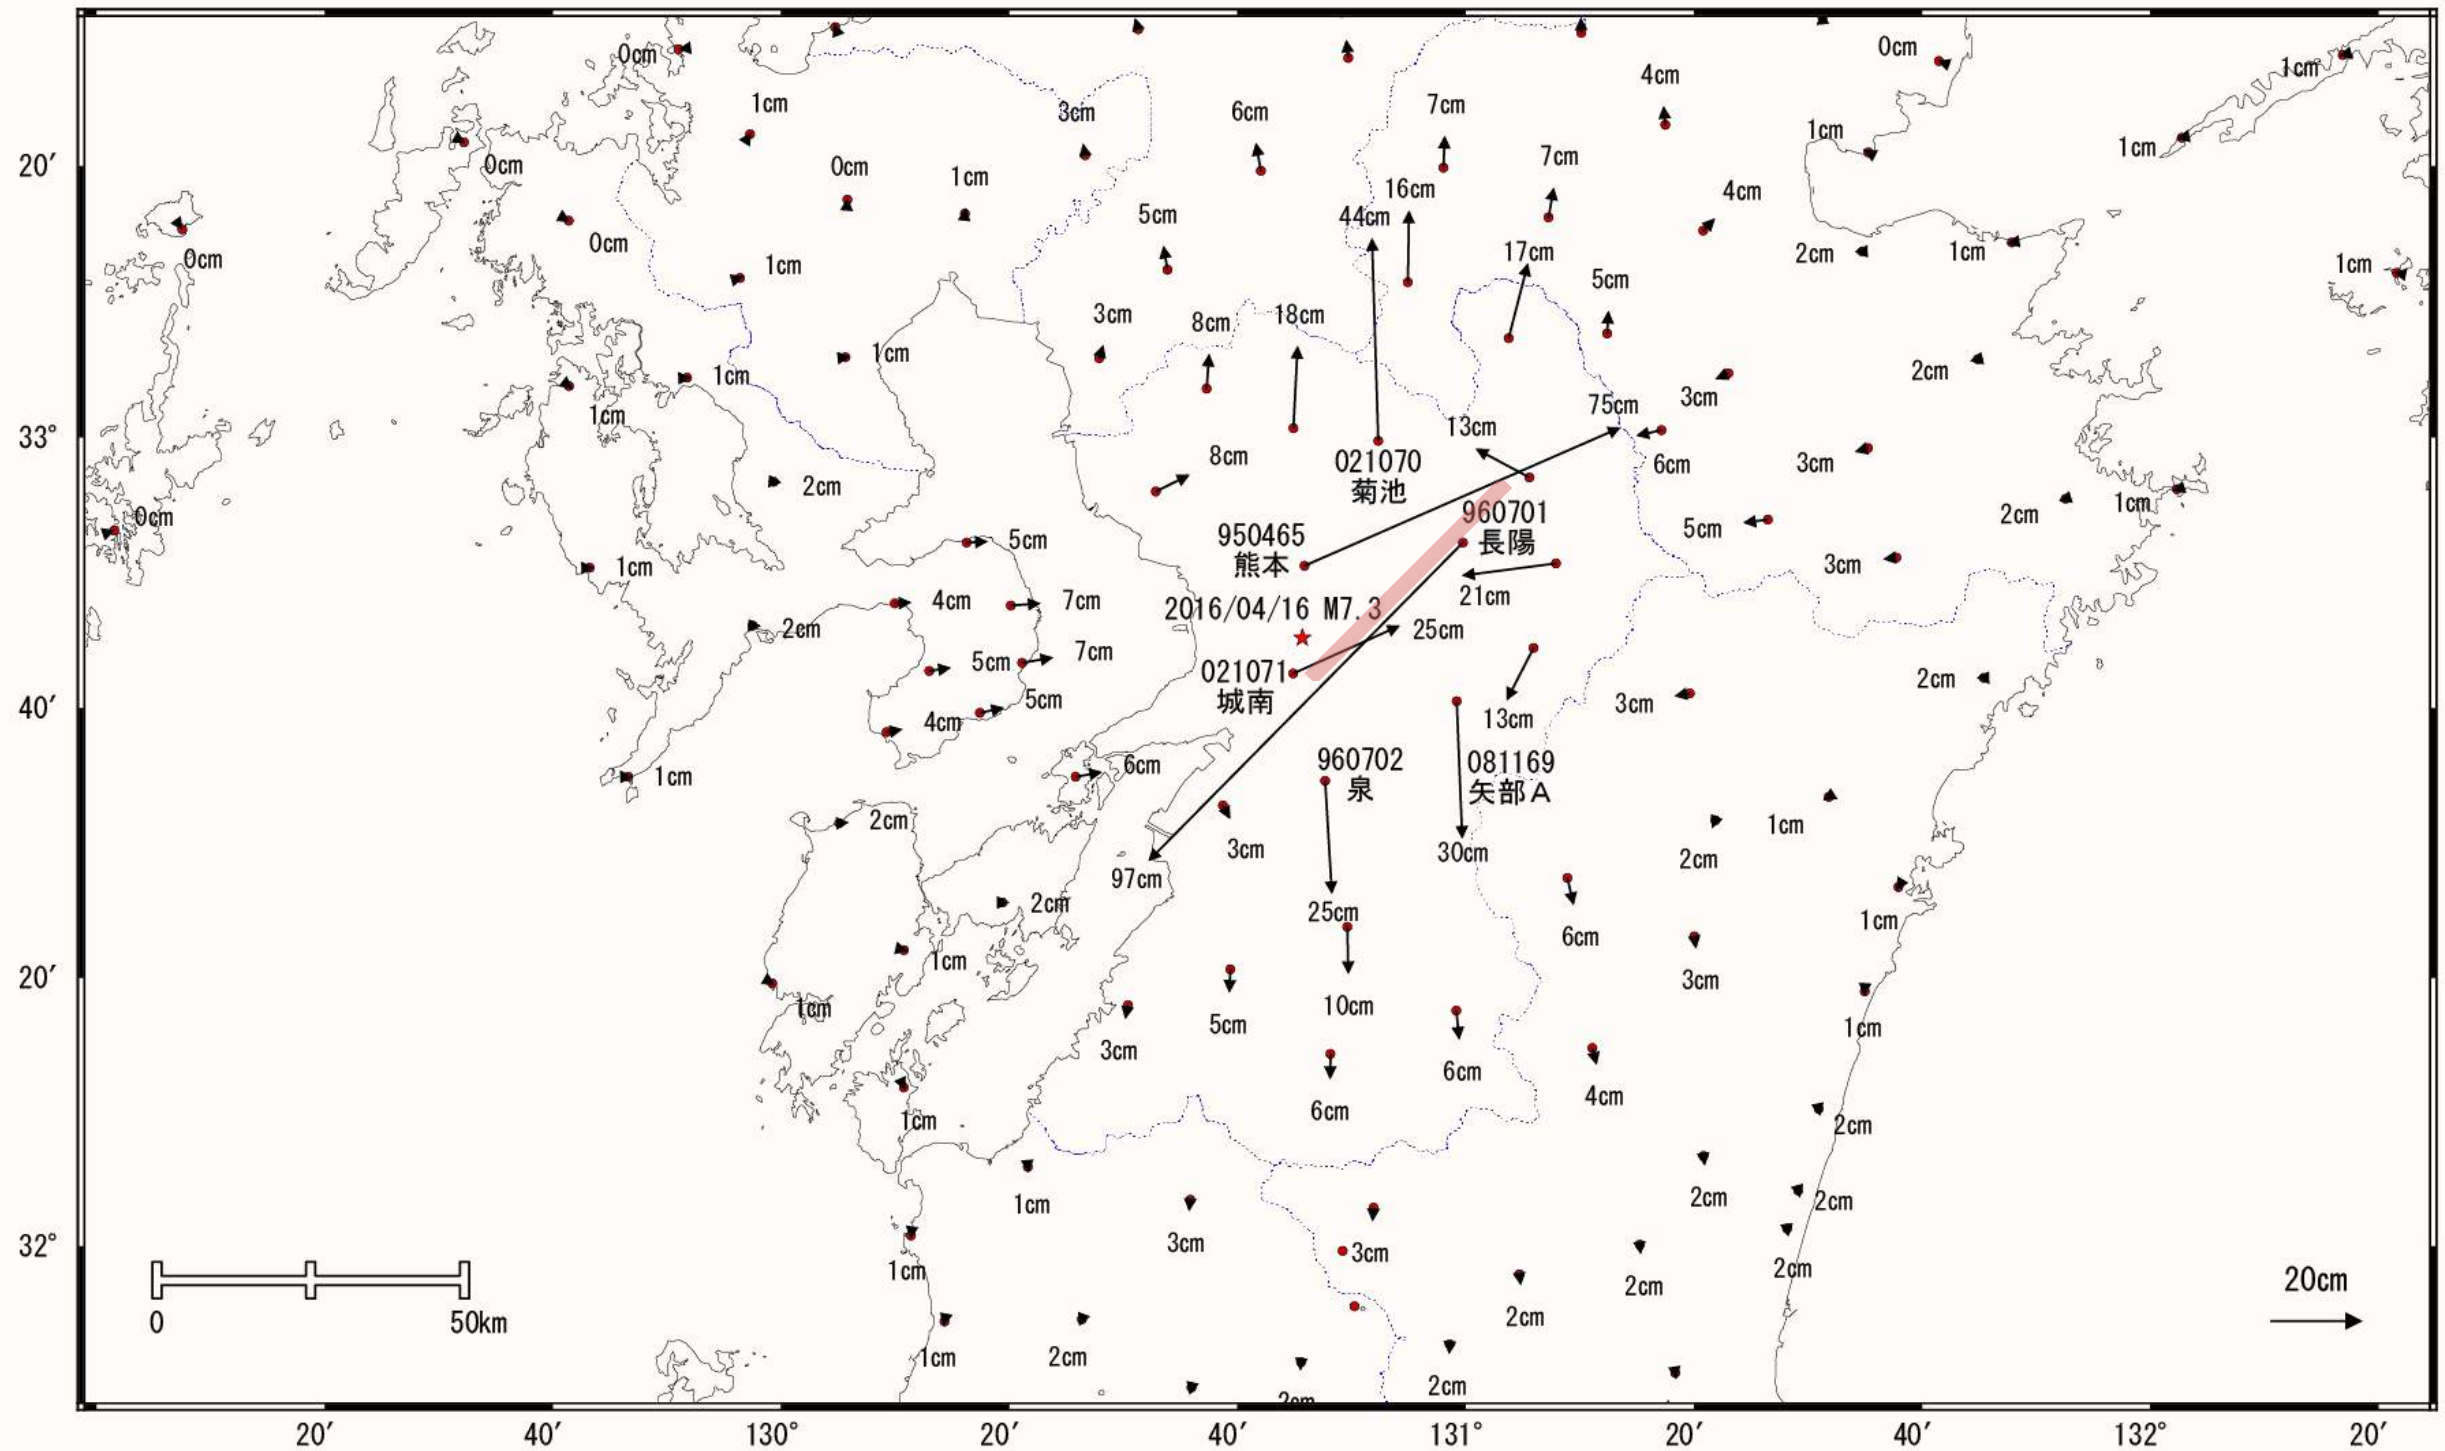 0cm
0cm
4cm
1cm
1cm
7cm
3cm
6cm
1cm
1cm
7cm
0cm
0cm
1cm
16cm
4cm
5cm
44cm
0cm
17cm
2cm
1cm
0cm
1cm
1cm
5cm
3cm
18cm
8cm
1cm
2cm
1cm
3cm
75cm
1cm
13cm
8cm
021070
菊池
6cm
3cm
2cm
1cm
0cm
960701
長陽
2cm
950465
熊本
5cm
5cm
3cm
1cm
21cm
4cm
7cm
2016/04/16 M7.3
2cm
25cm
7cm
5cm
021071
城南
2cm
5cm
3cm
13cm
4cm
960702
泉
081169
矢部A
6cm
1cm
2cm
1cm
3cm
30cm
2cm
97cm
2cm
25cm
1cm
6cm
1cm
3cm
1cm
10cm
5cm
1cm
3cm
6cm
4cm
6cm
1cm
2cm
2cm
1cm
2cm
3cm
3cm
1cm
2cm
2cm
2cm
1cm
2cm
2cm
2cm
20′
33°
40′
20′
32°
0
50km
20cm
20′
40′
130°
20′
40′
131°
20′
40′
132°
20′